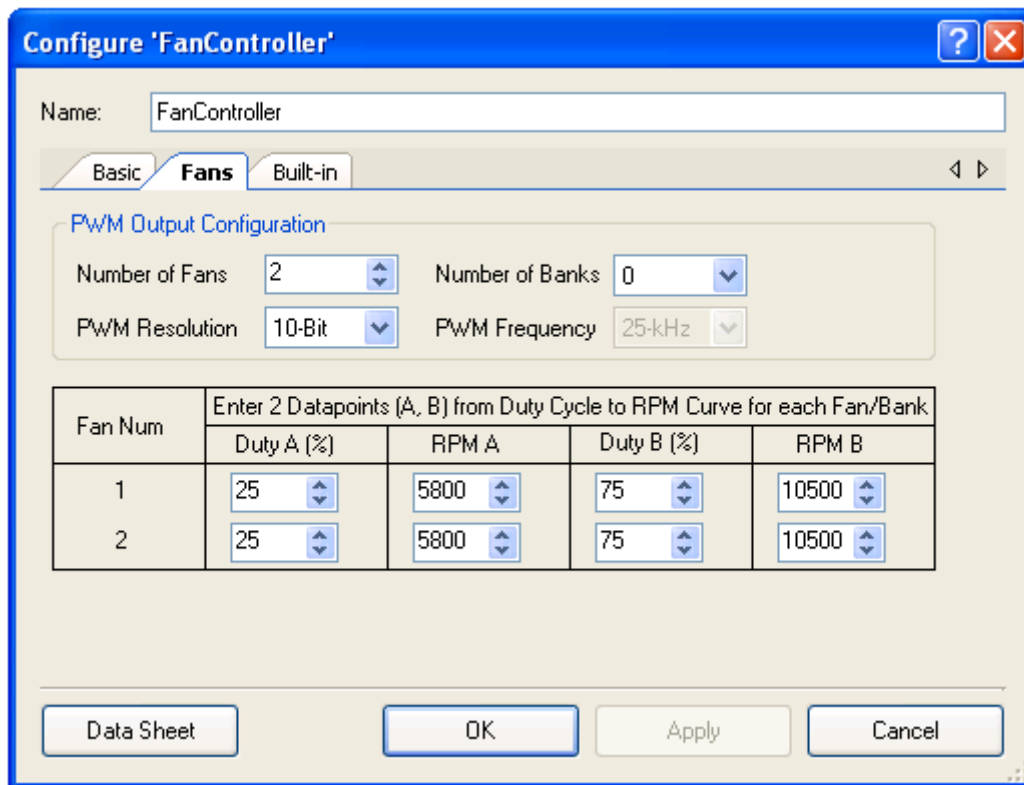 Configure 'FanController'
Name: FanController
Basic Fans Built-in
PWM Output Configuration
Number of Fans 2 Number of Banks 0
PWM Resolution 10-Bit PWM Frequency 25-kHz
Fan Num Enter 2 Datapoints (A, B) from Duty Cycle to RPM Curve for each Fan/Bank
Duty A (%) RPM A Duty B (%) RPM B
1 25 5800 75 10500
2 25 5800 75 10500
Data Sheet OK Apply Cancel